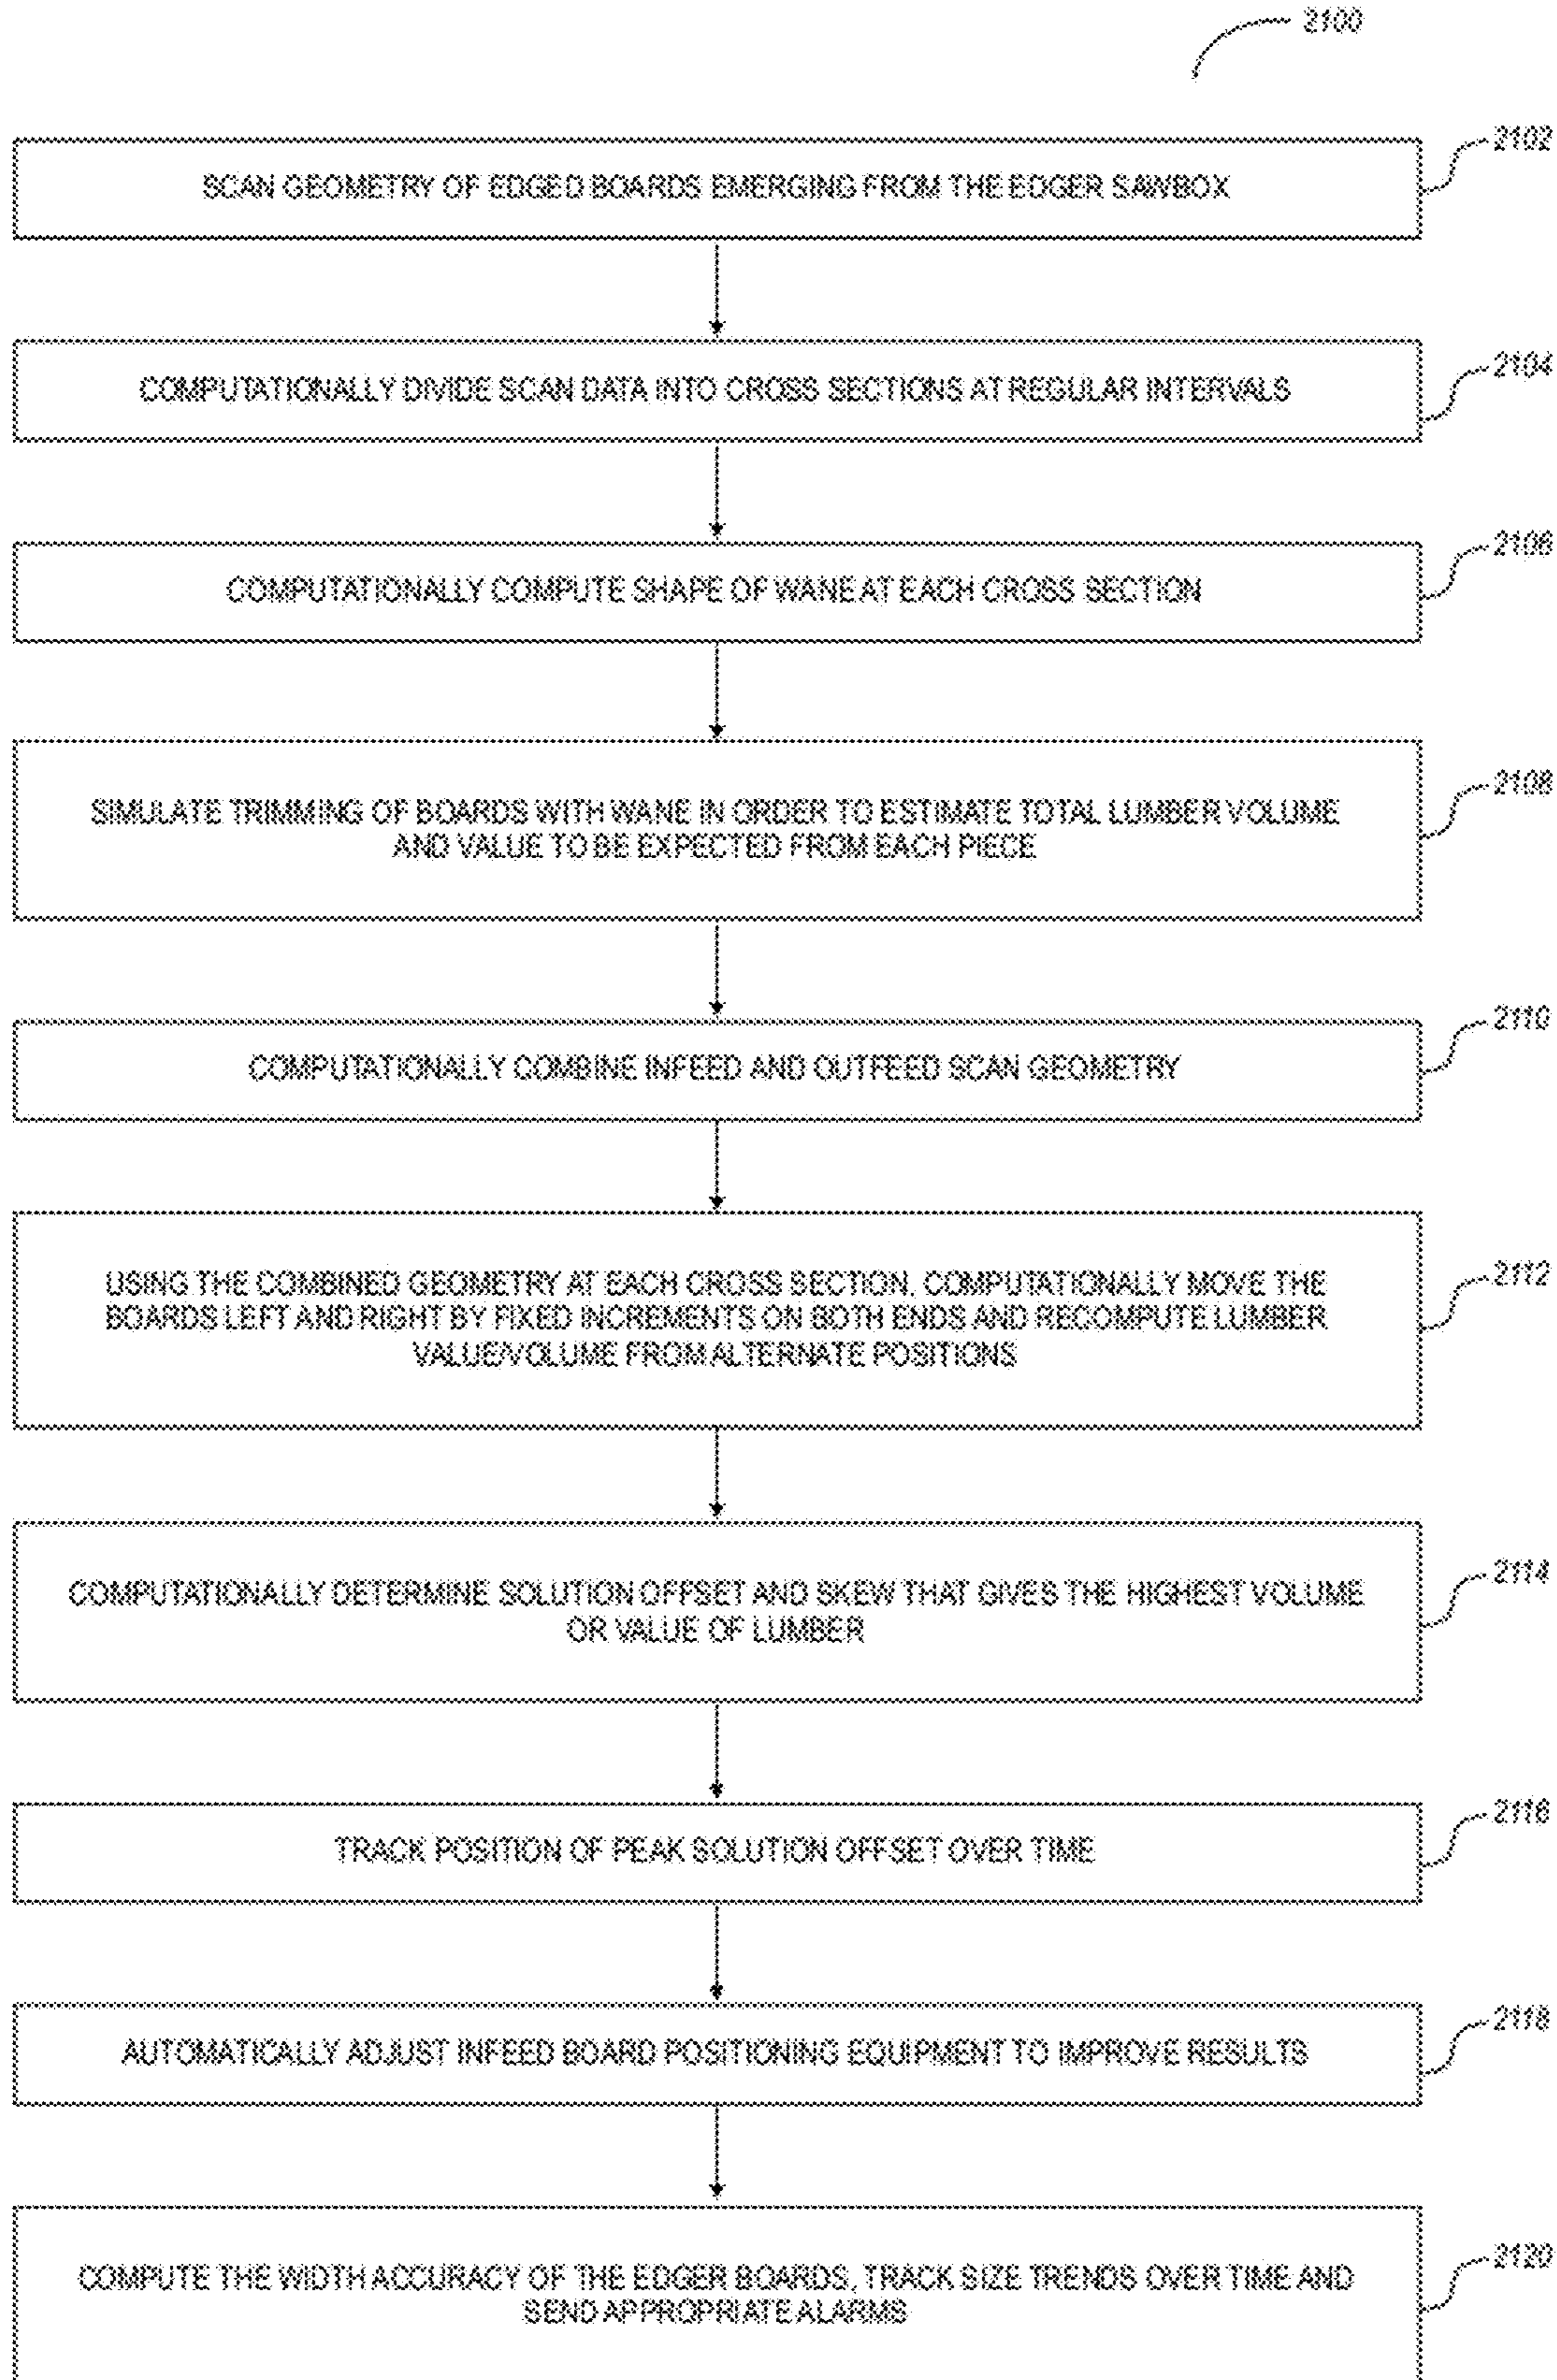 2100
2102
SCAN GEOMETRY OF EDGED BOARDS EMERGING FROM THE EDGER SAWBOX
2104
COMPUTATIONALLY DIVIDE SCAN DATA INTO CROSS SECTIONS AT REGULAR INTERVALS
2106
COMPUTATIONALLY COMPUTE SHAPE OF WANE AT EACH CROSS SECTION
2108
SIMULATE TRIMMING OF BOARDS WITH WANE IN ORDER TO ESTIMATE TOTAL LUMBER VOLUME
AND VALUE TO BE EXPECTED FROM EACH PIECE
2110
COMPUTATIONALLY COMBINE INFEED AND OUTFEED SCAN GEOMETRY
2112
USING THE COMBINED GEOMETRY AT EACH CROSS SECTION, COMPUTATIONALLY MOVE THE
BOARDS LEFT AND RIGHT BY FIXED INCREMENTS ON BOTH ENDS AND RECOMPUTE LUMBER
VALUE/VOLUME FROM ALTERNATE POSITIONS
2114
COMPUTATIONALLY DETERMINE SOLUTION OFFSET AND SKEW THAT GIVES THE HIGHEST VOLUME
OR VALUE OF LUMBER
2116
TRACK POSITION OF PEAK SOLUTION OFFSET OVER TIME
2118
AUTOMATICALLY ADJUST INFEED BOARD POSITIONING EQUIPMENT TO IMPROVE RESULTS
2120
COMPUTE THE WIDTH ACCURACY OF THE EDGER BOARDS, TRACK SIZE TRENDS OVER TIME AND
SEND APPROPRIATE ALARMS